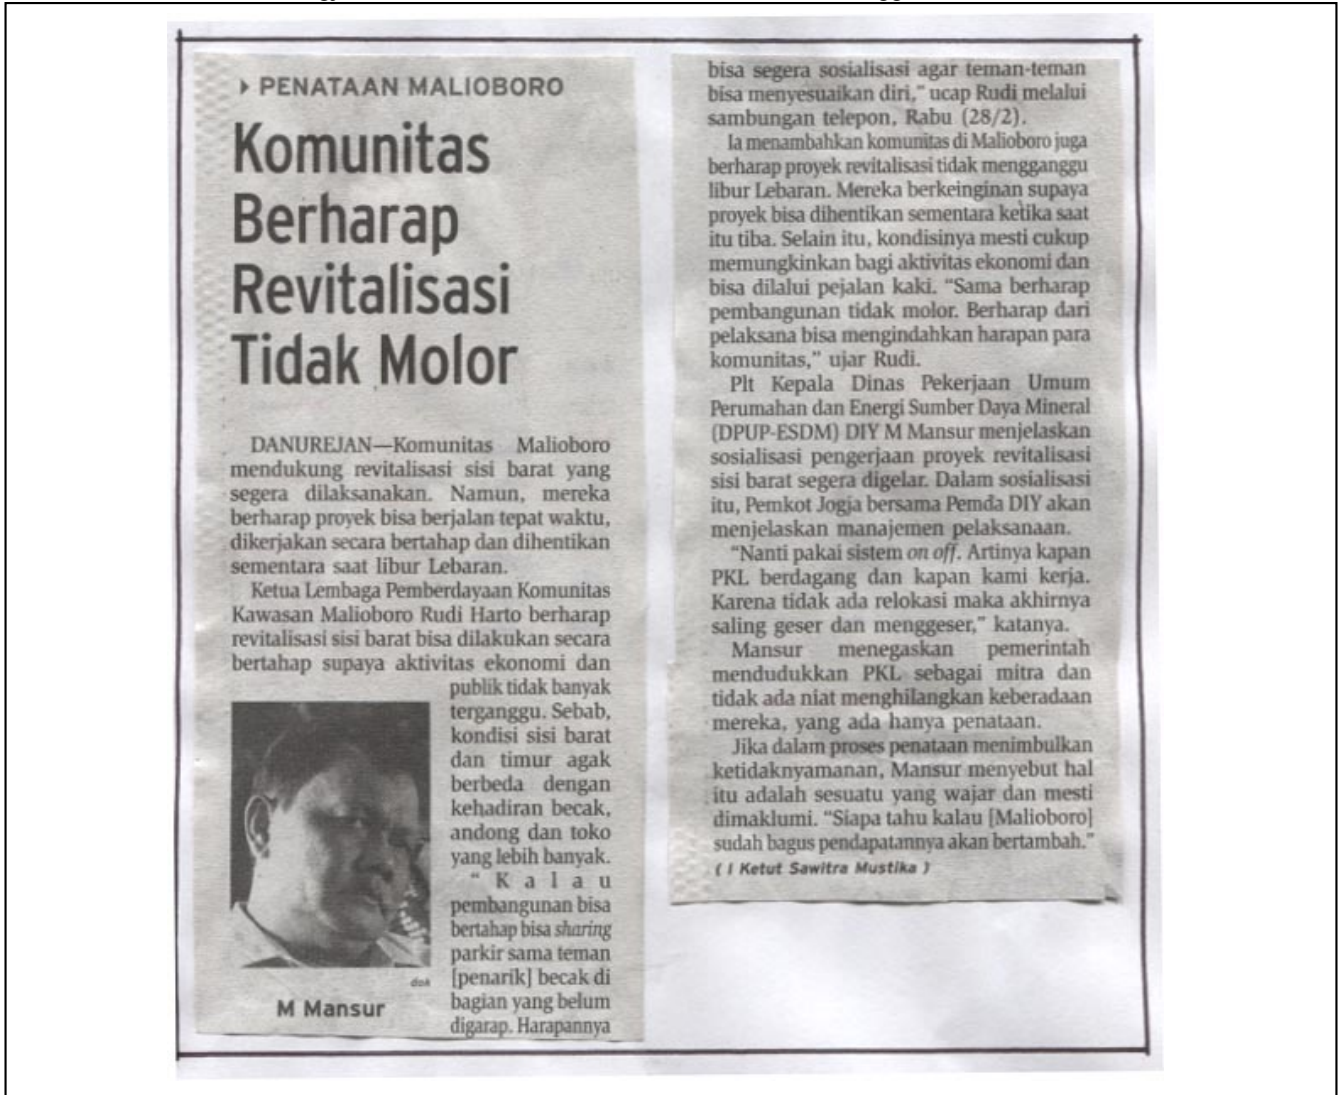 PENATAAN MALIOBORO
Komunitas
Berharap
Revitalisasi
Tidak Molor
DANUREJAN—Komunitas Malioboro
mendukung revitalisasi sisi barat yang
segera dilaksanakan. Namun, mereka
berharap proyek bisa berjalan tepat waktu,
dikerjakan secara bertahap dan dihentikan
sementara saat libur Lebaran.
Ketua Lembaga Pemberdayaan Komunitas
Kawasan Malioboro Rudi Harto berharap
revitalisasi sisi barat bisa dilakukan secara
bertahap supaya aktivitas ekonomi dan
publik tidak banyak
terganggu. Sebab,
kondisi sisi barat
dan timur agak
berbeda dengan
kehadiran becak,
andong dan toko
yang lebih banyak.
"Kalau
pembangunan bisa
bertahap bisa sharing
parkir sama teman
[penarik] becak di
bagian yang belum
digarap. Harapannya
dok
M Mansur
bisa segera sosialisasi agar teman-teman
bisa menyesuaikan diri," ucap Rudi melalui
sambungan telepon, Rabu (28/2).
Ia menambahkan komunitas di Malioboro juga
berharap proyek revitalisasi tidak mengganggu
libur Lebaran. Mereka berkeinginan supaya
proyek bisa dihentikan sementara ketika saat
itu tiba. Selain itu, kondisinya mesti cukup
memungkinkan bagi aktivitas ekonomi dan
bisa dilalui pejalan kaki. "Sama berharap
pembangunan tidak molor. Berharap dari
pelaksana bisa mengindahkan harapan para
komunitas," ujar Rudi.
Plt Kepala Dinas Pekerjaan Umum
Perumahan dan Energi Sumber Daya Mineral
(DPUP-ESDM) DIY M Mansur menjelaskan
sosialisasi pengerjaan proyek revitalisasi
sisi barat segera digelar. Dalam sosialisasi
itu, Pemkot Jogja bersama Pemda DIY akan
menjelaskan manajemen pelaksanaan.
"Nanti pakai sistem on off. Artinya kapan
PKL berdagang dan kapan kami kerja.
Karena tidak ada relokasi maka akhirnya
saling geser dan menggeser," katanya.
Mansur menegaskan pemerintah
mendudukkan PKL sebagai mitra dan
tidak ada niat menghilangkan keberadaan
mereka, yang ada hanya penataan.
Jika dalam proses penataan menimbulkan
ketidaknyamanan, Mansur menyebut hal
itu adalah sesuatu yang wajar dan mesti
dimaklumi. "Siapa tahu kalau [Malioboro]
sudah bagus pendapatannya akan bertambah."
( I Ketut Sawitra Mustika )